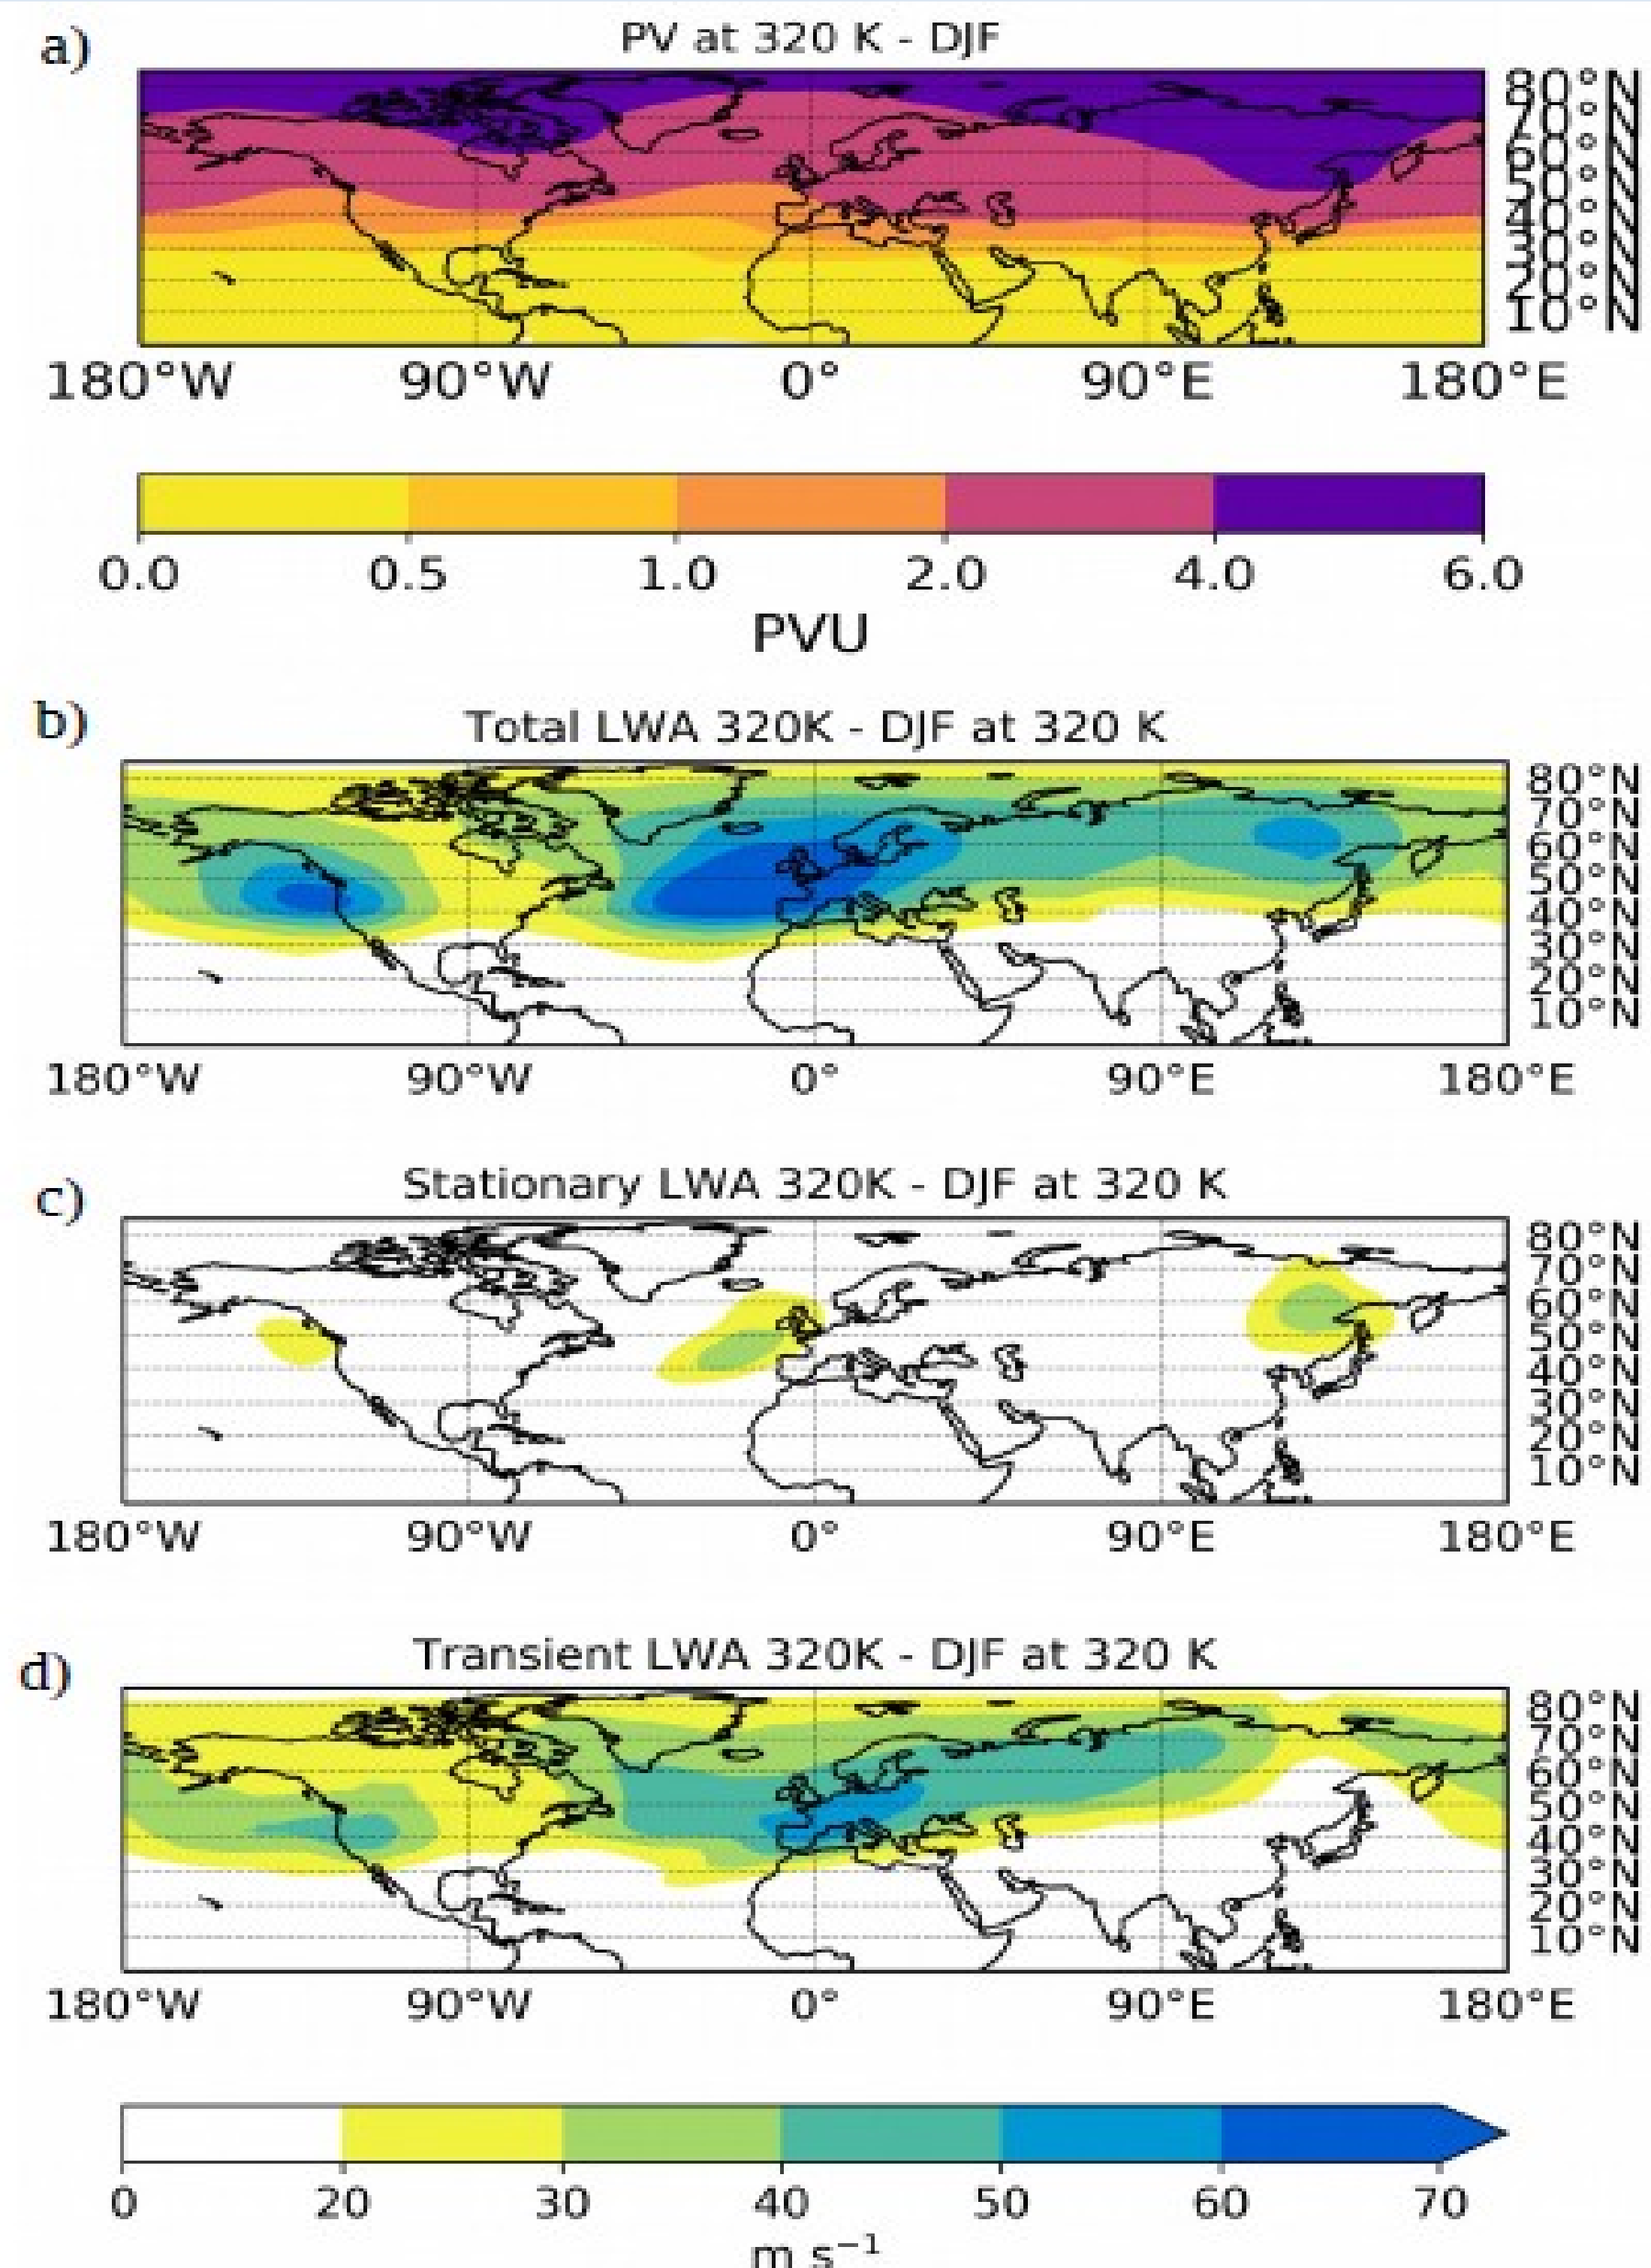 a)
PV at 320 K - DJF
80°N
70°N
60°N
50°N
40°N
30°N
20°N
10°N
180°W 90°W 0° 90°E 180°E
0.0 0.5 1.0 2.0 4.0 6.0
PVU
b)
Total LWA 320K - DJF at 320 K
80°N
70°N
60°N
50°N
40°N
30°N
20°N
10°N
180°W 90°W 0° 90°E 180°E
c)
Stationary LWA 320K - DJF at 320 K
80°N
70°N
60°N
50°N
40°N
30°N
20°N
10°N
180°W 90°W 0° 90°E 180°E
d)
Transient LWA 320K - DJF at 320 K
80°N
70°N
60°N
50°N
40°N
30°N
20°N
10°N
180°W 90°W 0° 90°E 180°E
0 20 30 40 50 60 70
m s⁻¹